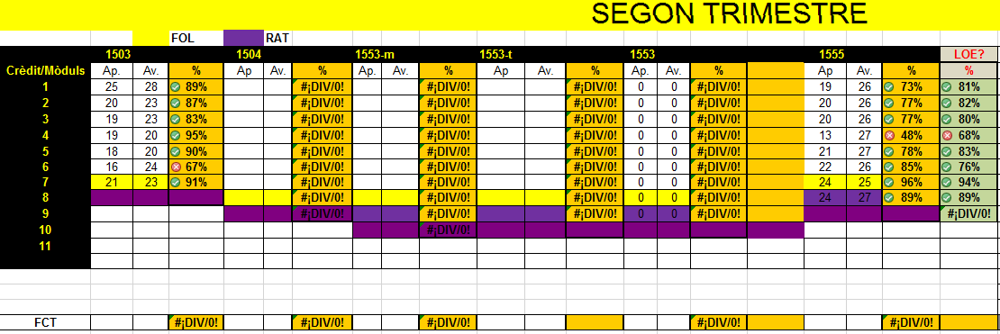 SEGON TRIMESTRE
FOL RAT
1503 1504 1553-m 1553-t 1553 1555 LOE?
Crèdit/Mòduls Ap. Av. % Ap. Av. % Ap. Av. % Ap. Av. % Ap. Av. % Ap. Av. % %
1 25 28 89% #¡DIV/0! #¡DIV/0! #¡DIV/0! 0 0 #¡DIV/0! 19 26 73% 81%
2 20 23 87% #¡DIV/0! #¡DIV/0! #¡DIV/0! 0 0 #¡DIV/0! 20 26 77% 82%
3 19 23 83% #¡DIV/0! #¡DIV/0! #¡DIV/0! 0 0 #¡DIV/0! 20 26 77% 80%
4 19 20 95% #¡DIV/0! #¡DIV/0! #¡DIV/0! 0 0 #¡DIV/0! 13 27 48% 68%
5 18 20 90% #¡DIV/0! #¡DIV/0! #¡DIV/0! 0 0 #¡DIV/0! 21 27 78% 83%
6 16 24 67% #¡DIV/0! #¡DIV/0! #¡DIV/0! 0 0 #¡DIV/0! 22 26 85% 76%
7 21 23 91% #¡DIV/0! #¡DIV/0! #¡DIV/0! 0 0 #¡DIV/0! 24 25 96% 94%
8 #¡DIV/0! #¡DIV/0! #¡DIV/0! 0 0 #¡DIV/0! 24 27 89% 89%
9 #¡DIV/0! #¡DIV/0! #¡DIV/0! 0 0 #¡DIV/0! #¡DIV/0!
10 #¡DIV/0!
11
FCT #¡DIV/0! #¡DIV/0! #¡DIV/0! #¡DIV/0! #¡DIV/0!